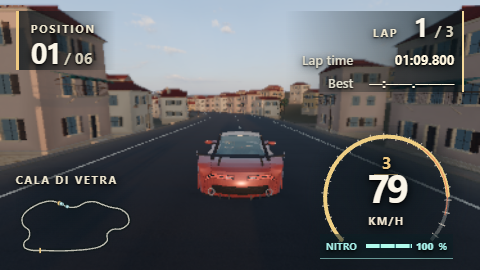 POSITION
01 / 06
LAP 1 / 3
Lap time 01:09.800
Best --:--.---
CALA DI VETRA
3
79
KM/H
NITRO 100 %